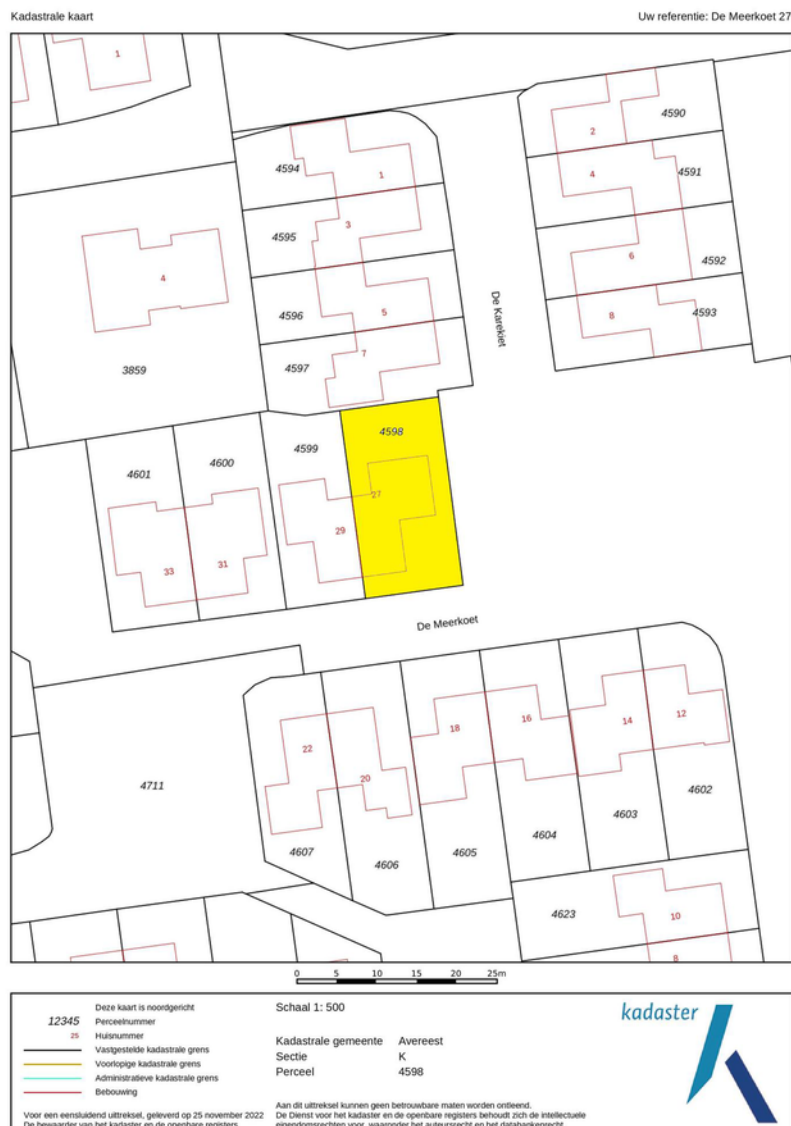 Kadastrale kaart
Uw referentie: De Meerkoet 27
1
4590
2
4594
1
4591
4
4595
3
4
4592
6
4596
5
De Karekiet
4593
8
4597
7
3859
4598
4599
4600
4601
27
29
31
33
De Meerkoet
12
16
14
18
22
20
4711
4602
4603
4604
4605
4606
4607
4623
10
8
0 5 10 15 20 25m
Deze kaart is noordgericht
12345 Perceelnummer
25 Huisnummer
Vastgestelde kadastrale grens
Voorlopige kadastrale grens
Administratieve kadastrale grens
Bebouwing
Voor een eensluidend uittreksel, geleverd op 25 november 2022
De bewaarder van het kadaster en de openbare registers
Schaal 1: 500
Kadastrale gemeente Avereest
Sectie K
Perceel 4598
Aan dit uittreksel kunnen geen betrouwbare maten worden ontleend.
De Dienst voor het kadaster en de openbare registers behoudt zich de intellectuele
eigendomsrechten voor, waaronder het auteursrecht en het databankenrecht.
kadaster